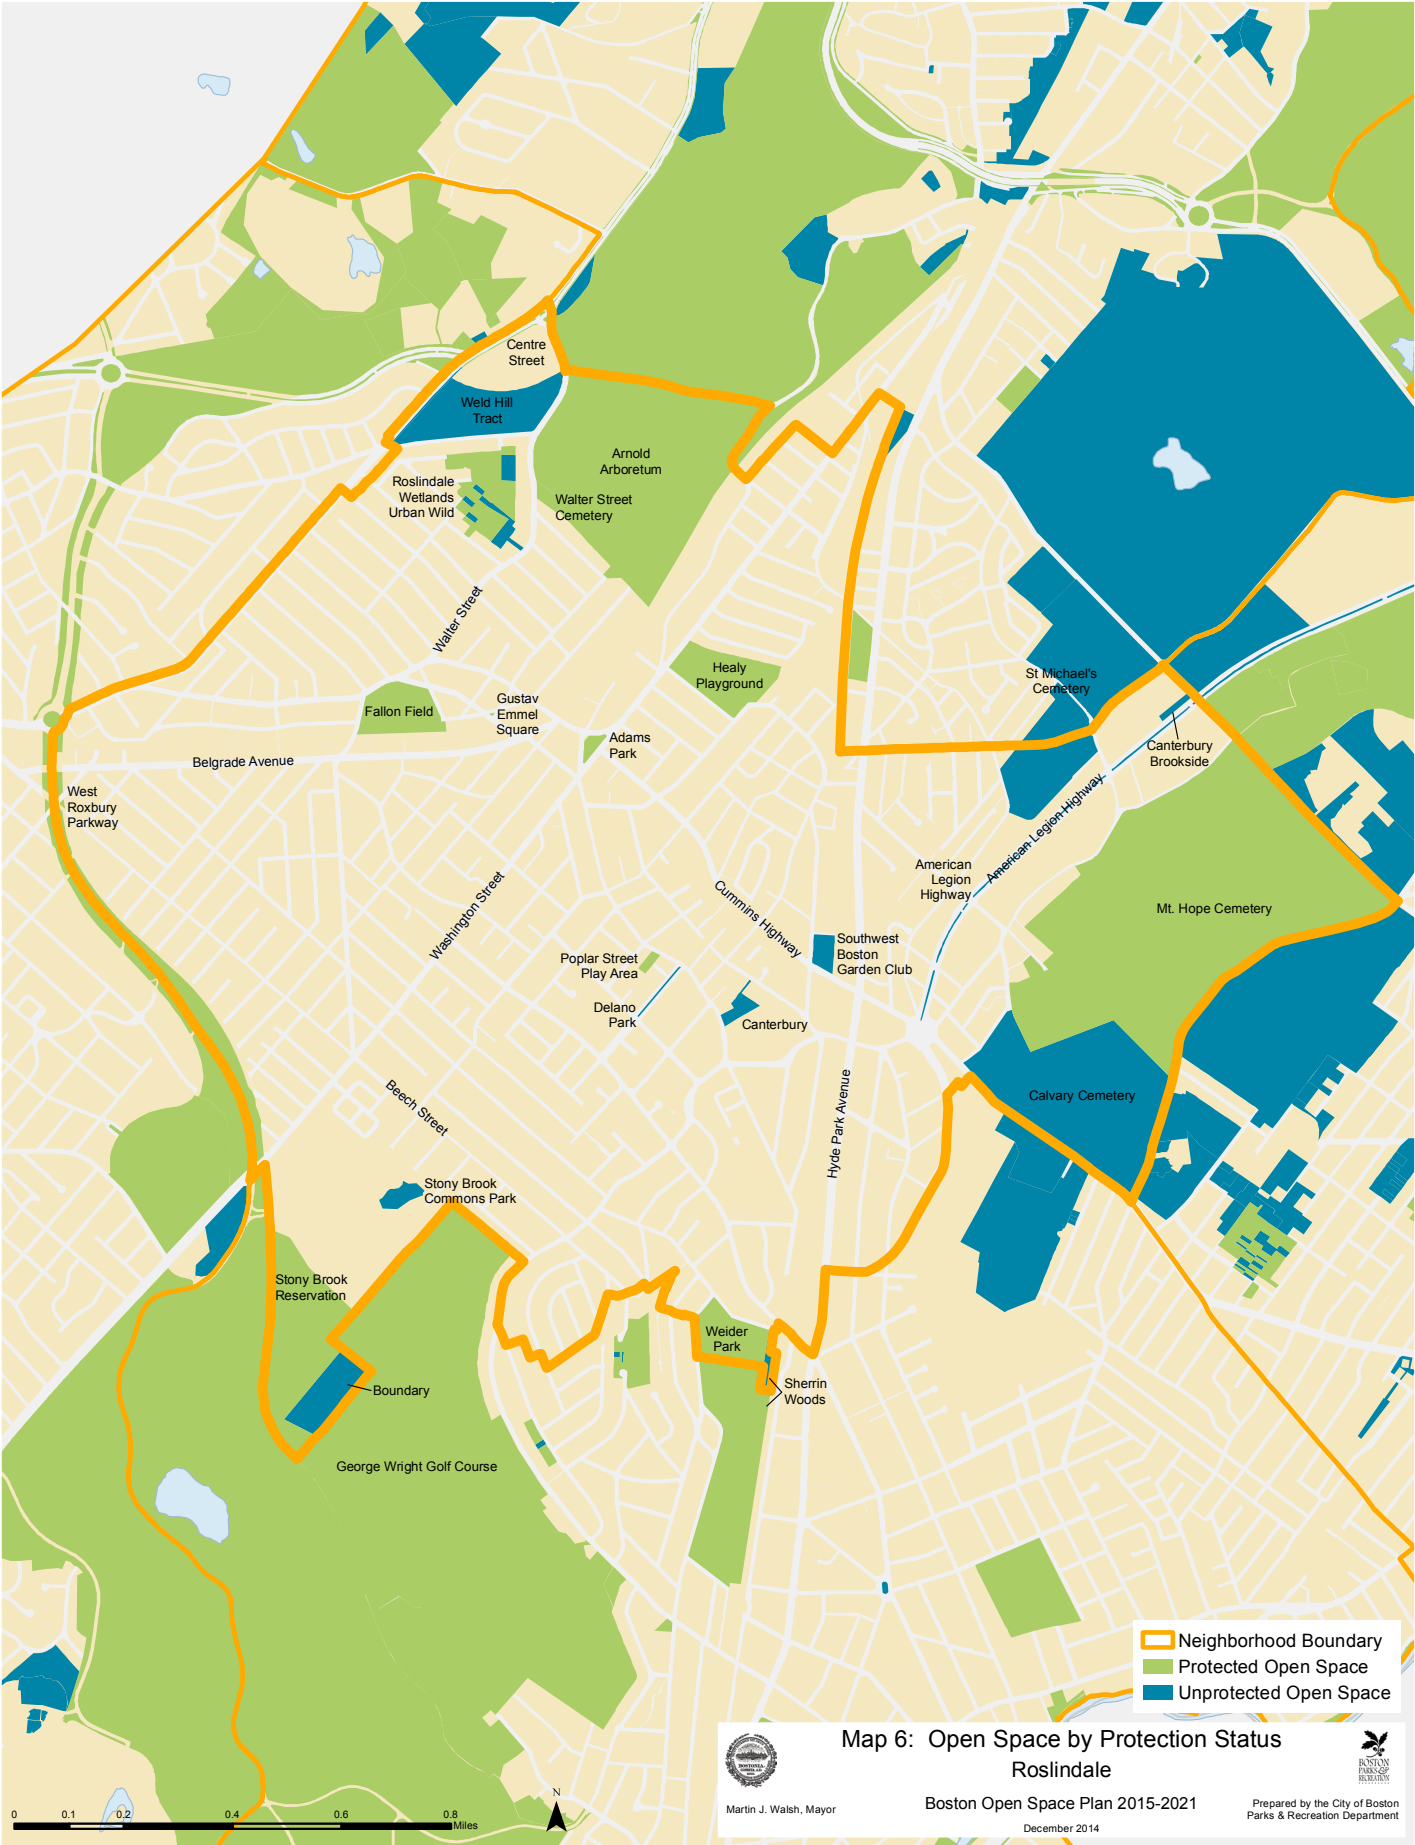 Centre
Street
Weld Hill
Tract
Arnold
Arboretum
Roslindale
Wetlands
Urban Wild
Walter Street
Cemetery
Walter Street
Healy
Playground
St Michael's
Cemetery
Fallon Field
Gustav
Emmel
Square
Adams
Park
Canterbury
Brookside
Belgrade Avenue
West
Roxbury
Parkway
American Legion Highway
American
Legion
Highway
Washington Street
Cummins Highway
Mt. Hope Cemetery
Southwest
Boston
Garden Club
Poplar Street
Play Area
Delano
Park
Canterbury
Beech Street
Hyde Park Avenue
Calvary Cemetery
Stony Brook
Commons Park
Stony Brook
Reservation
Weider
Park
Boundary
Sherrin
Woods
George Wright Golf Course
Neighborhood Boundary
Protected Open Space
Unprotected Open Space
Map 6: Open Space by Protection Status
Roslindale
Boston Open Space Plan 2015-2021
December 2014
Martin J. Walsh, Mayor
BOSTON
PARKS &
RECREATION
Prepared by the City of Boston
Parks & Recreation Department
N
0 0.1 0.2 0.4 0.6 0.8
Miles